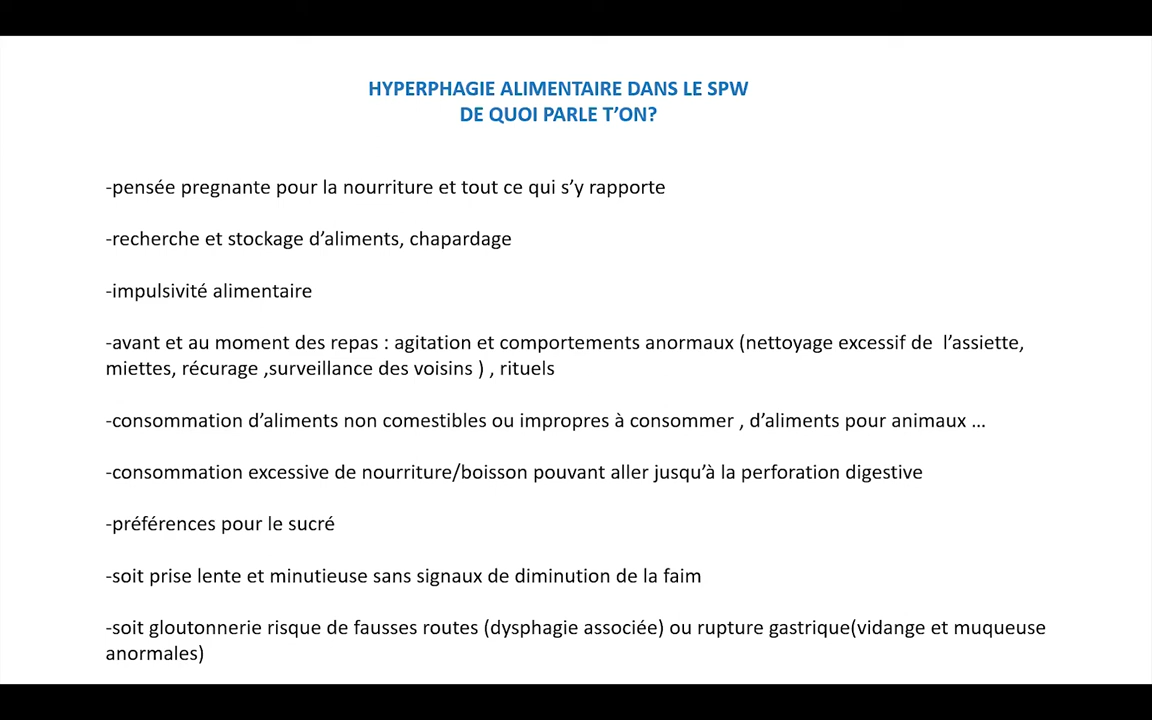 HYPERPHAGIE ALIMENTAIRE DANS LE SPW
DE QUOI PARLE T’ON?
-pensée pregnante pour la nourriture et tout ce qui s’y rapporte
-recherche et stockage d’aliments, chapardage
-impulsivité alimentaire
-avant et au moment des repas : agitation et comportements anormaux (nettoyage excessif de  l’assiette,
miettes, récurage ,surveillance des voisins ) , rituels
-consommation d’aliments non comestibles ou impropres à consommer , d’aliments pour animaux ...
-consommation excessive de nourriture/boisson pouvant aller jusqu’à la perforation digestive
-préférences pour le sucré
-soit prise lente et minutieuse sans signaux de diminution de la faim
-soit gloutonnerie risque de fausses routes (dysphagie associée) ou rupture gastrique(vidange et muqueuse
anormales)